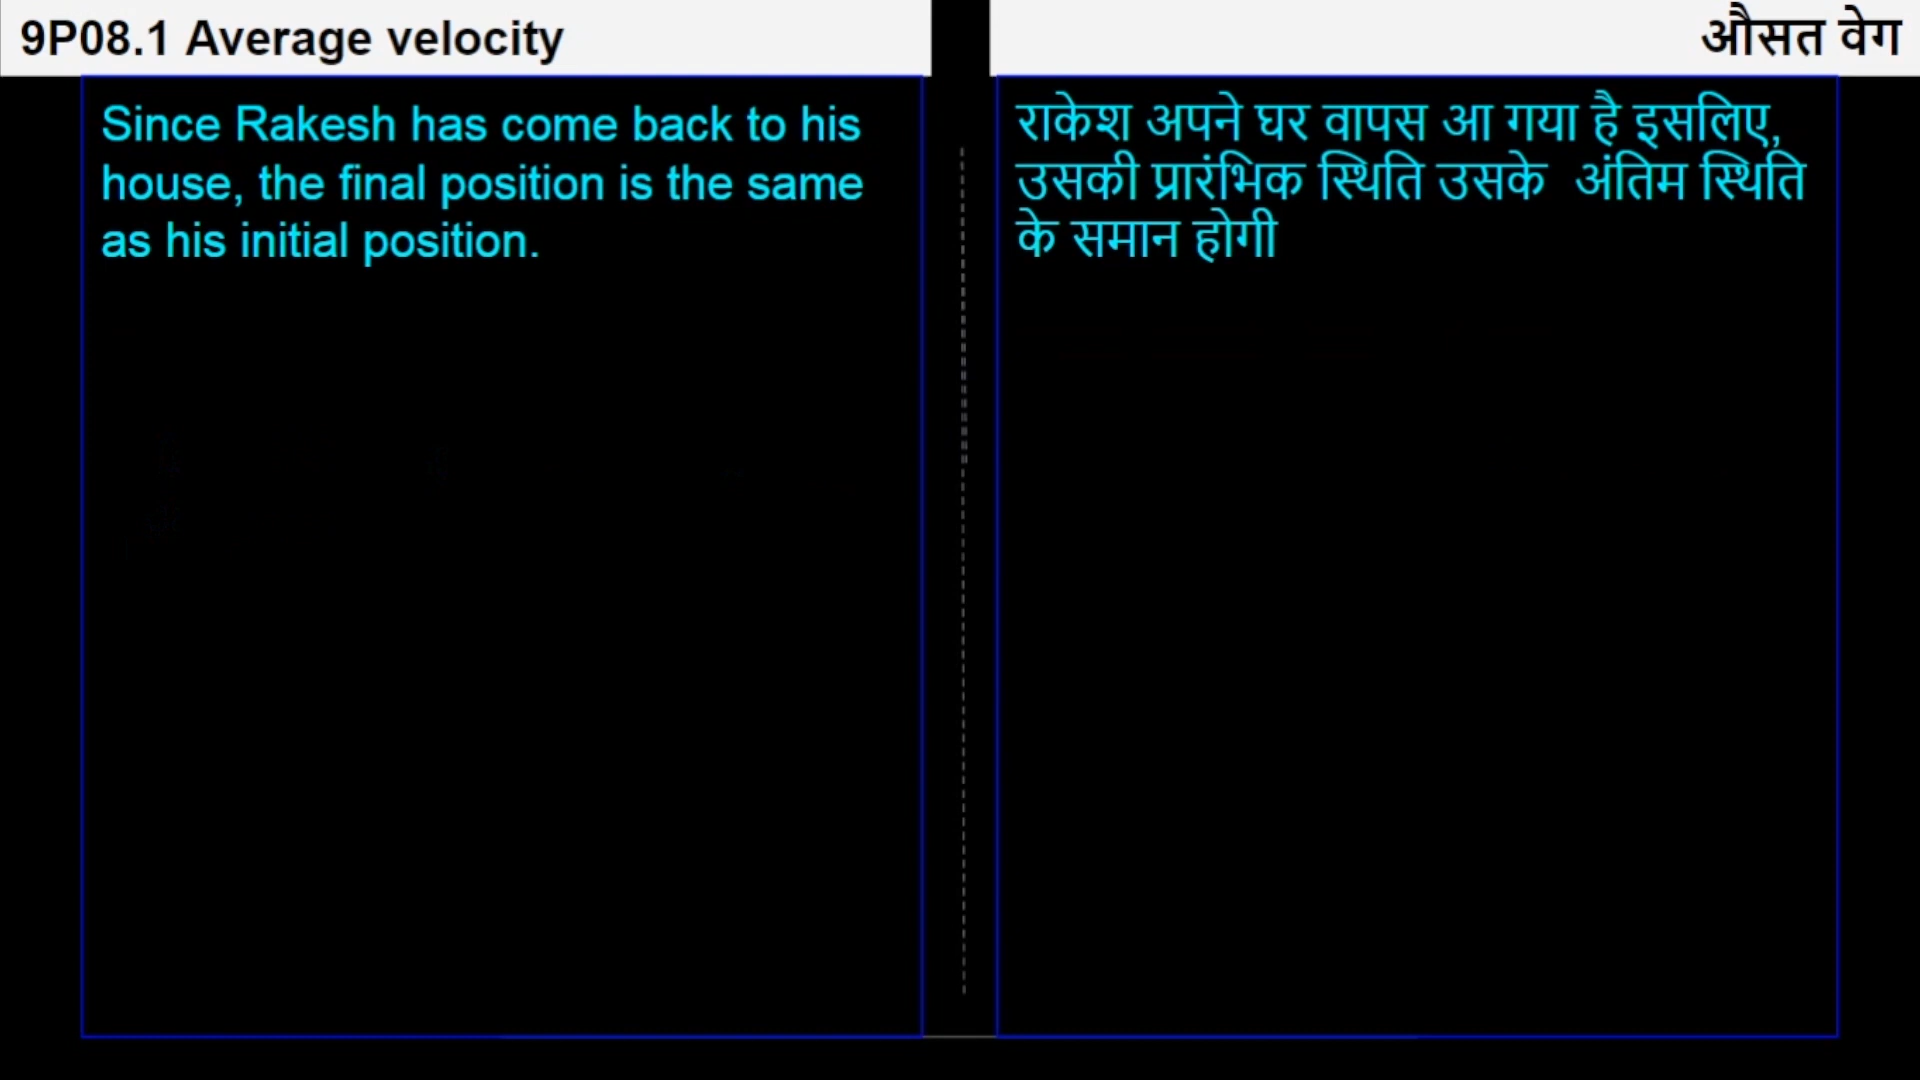 9P08.1 Average velocity
औसत वेग
Since Rakesh has come back to his
house, the final position is the same
as his initial position.
राकेश अपने घर वापस आ गया है इसलिए,
उसकी प्रारंभिक स्थिति उसके  अंतिम स्थिति
के समान होगी